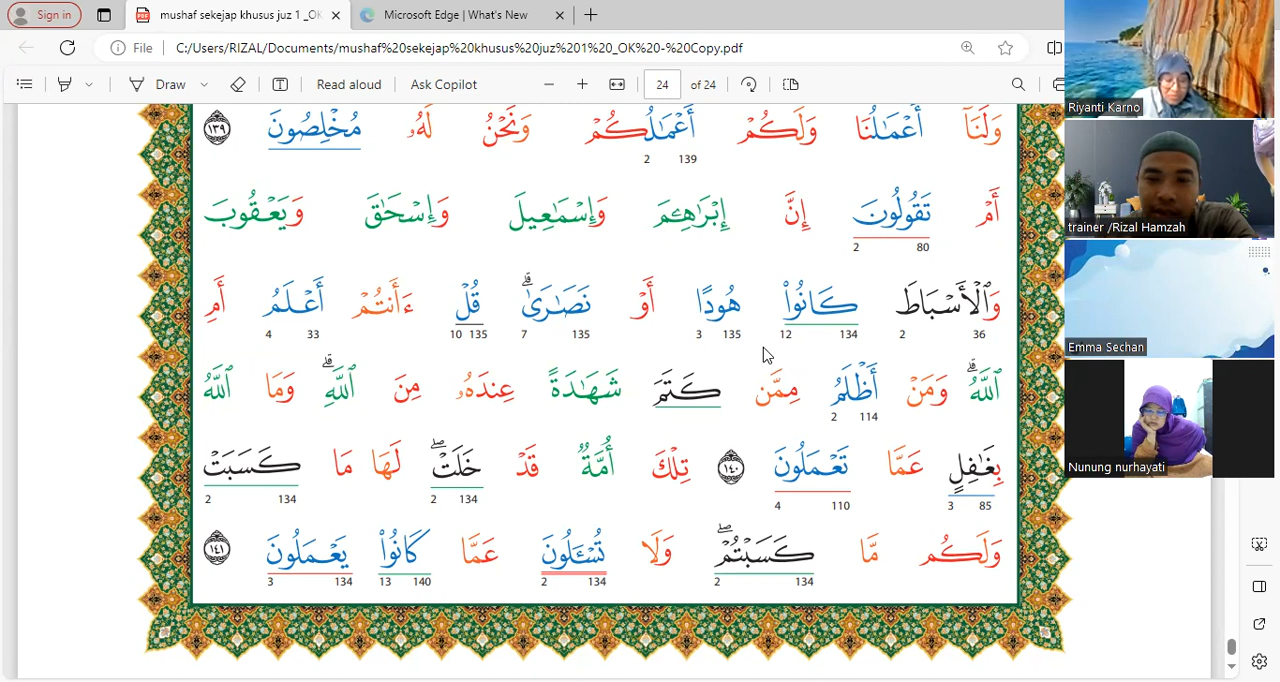 Sign in
mushaf sekejap khusus juz 1 _OK
Microsoft Edge | What's New
File
C:/Users/RIZAL/Documents/mushaf%20sekejap%20khusus%20juz%201%20_OK%20-%20Copy.pdf
Draw
Read aloud
Ask Copilot
24 of 24
وَلَنَآ أَعْمَـٰلُنَا وَلَكُمْ أَعْمَـٰلُكُمْ وَنَحْنُ لَهُۥ مُخْلِصُونَ ١٣٩
2 139
أَمْ تَقُولُونَ إِنَّ إِبْرَٰهِـۧمَ وَإِسْمَـٰعِيلَ وَإِسْحَـٰقَ وَيَعْقُوبَ
2 80
وَٱلْأَسْبَاطَ كَانُوا۟ هُودًا أَوْ نَصَـٰرَىٰ ۗ قُلْ ءَأَنتُمْ أَعْلَمُ أَمِ
4 33 10 135 7 135 3 135 12 134 2 36
ٱللَّهُ ۗ وَمَنْ أَظْلَمُ مِمَّن كَتَمَ شَهَـٰدَةً عِندَهُۥ مِنَ ٱللَّهِ ۗ وَمَا ٱللَّهُ
2 114
بِغَـٰفِلٍ عَمَّا تَعْمَلُونَ ١٤٠ تِلْكَ أُمَّةٌ قَدْ خَلَتْ ۖ لَهَا مَا كَسَبَتْ
2 134 2 134 4 110 3 85
وَلَكُم مَّا كَسَبْتُمْ ۖ وَلَا تُسْـَٔلُونَ عَمَّا كَانُوا۟ يَعْمَلُونَ ١٤١
3 134 13 140 2 134 2 134
Riyanti Karno
trainer /Rizal Hamzah
Emma Sechan
Nunung nurhayati